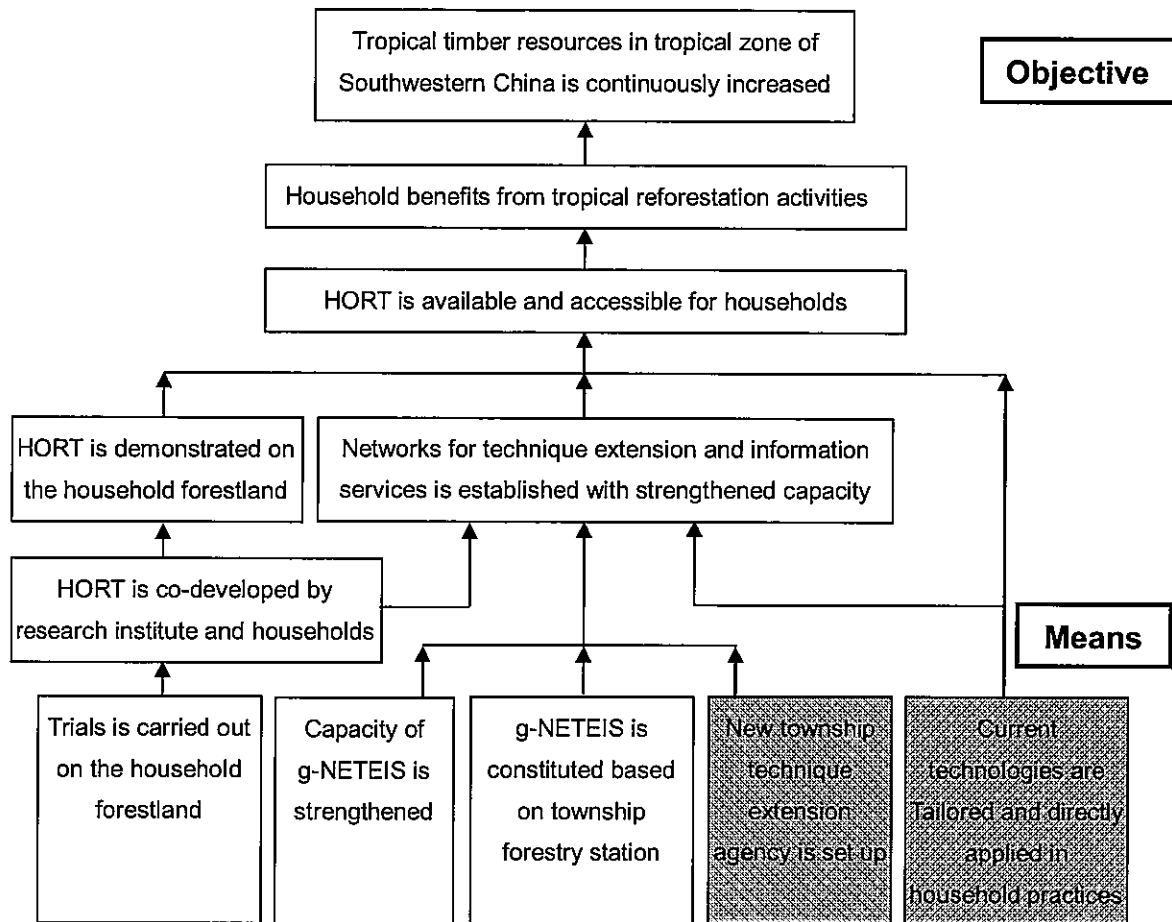 Tropical timber resources in tropical zone of
Southwestern China is continuously increased
Objective
Household benefits from tropical reforestation activities
HORT is available and accessible for households
HORT is demonstrated on
the household forestland
Networks for technique extension and information
services is established with strengthened capacity
HORT is co-developed by
research institute and households
Means
Trials is carried out
on the household
forestland
Capacity of
g-NETEIS is
strengthened
g-NETEIS is
constituted based
on township
forestry station
New township
technique
extension
agency is set up
Current
technologies are
Tailored and directly
applied in
household practices